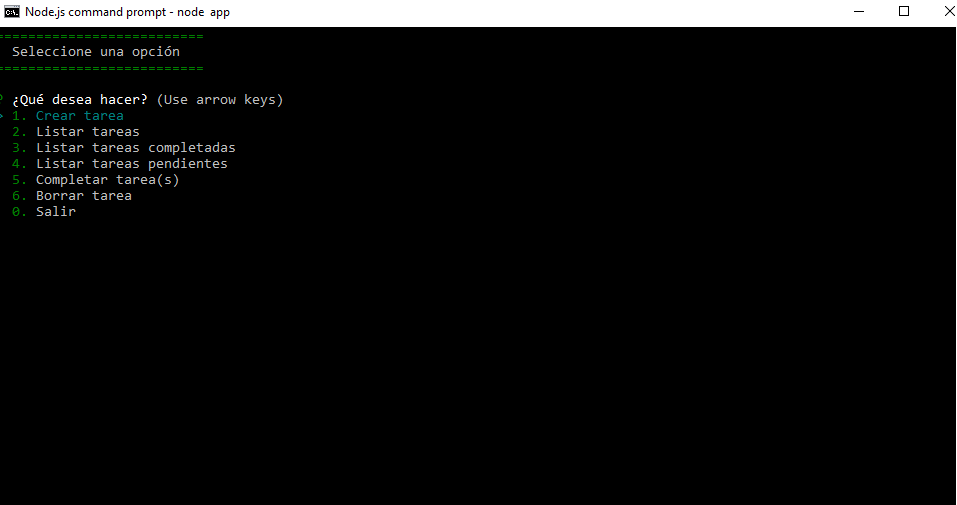 Node.js command prompt - node app
==========================
Seleccione una opción
==========================
? ¿Qué desea hacer? (Use arrow keys)
> 1. Crear tarea
2. Listar tareas
3. Listar tareas completadas
4. Listar tareas pendientes
5. Completar tarea(s)
6. Borrar tarea
0. Salir